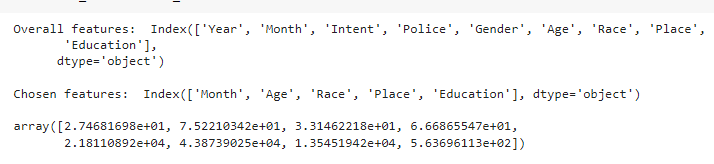 Overall features:  Index(['Year', 'Month', 'Intent', 'Police', 'Gender', 'Age', 'Race', 'Place',
'Education'],
dtype='object')
Chosen features:  Index(['Month', 'Age', 'Race', 'Place', 'Education'], dtype='object')
array([2.74681698e+01, 7.52210342e+01, 3.31462218e+01, 6.66865547e+01,
2.18110892e+04, 4.38739025e+04, 1.35451942e+04, 5.63696113e+02])